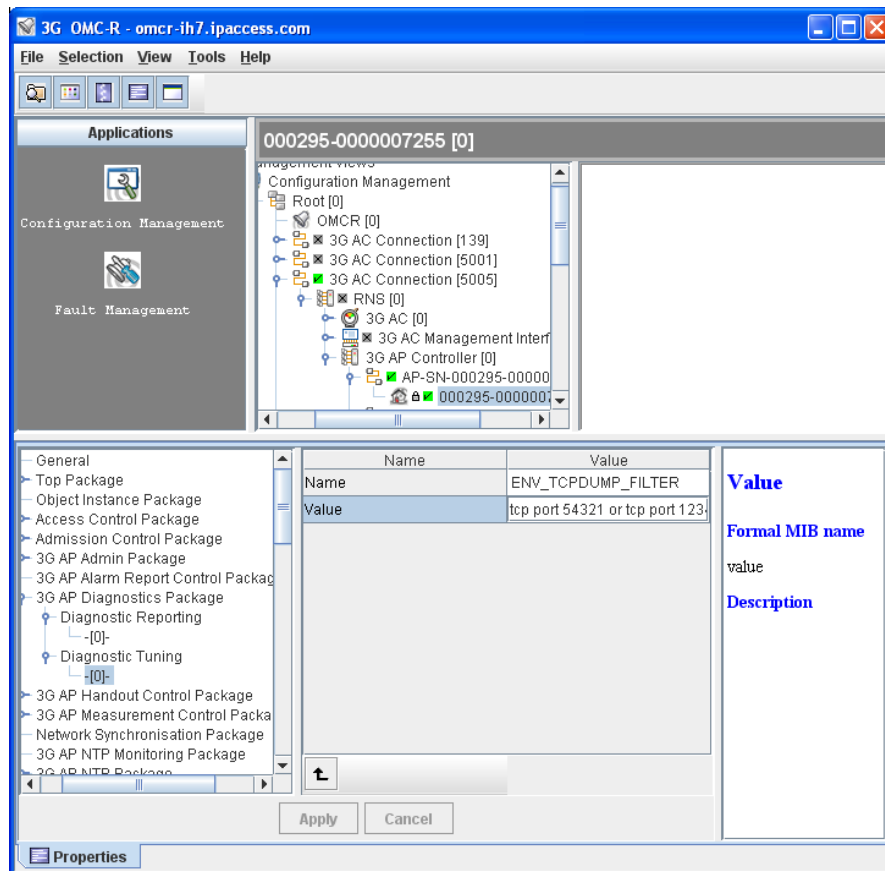 3G OMC-R - omcr-ih7.ipaccess.com
File Selection View Tools Help
Applications
Configuration Management
Fault Management
000295-0000007255 [0]
Configuration Management
Root [0]
OMCR [0]
3G AC Connection [139]
3G AC Connection [5001]
3G AC Connection [5005]
RNS [0]
3G AC [0]
3G AC Management Interf
3G AP Controller [0]
AP-SN-000295-00000
000295-0000007
General
Top Package
Object Instance Package
Access Control Package
Admission Control Package
3G AP Admin Package
3G AP Alarm Report Control Packag
3G AP Diagnostics Package
Diagnostic Reporting
-[0]-
Diagnostic Tuning
-[0]-
3G AP Handout Control Package
3G AP Measurement Control Packa
Network Synchronisation Package
3G AP NTP Monitoring Package
3G AP NTP Package
Name Value
Name ENV_TCPDUMP_FILTER
Value tcp port 54321 or tcp port 1234
Apply Cancel
Value
Formal MIB name
value
Description
Properties